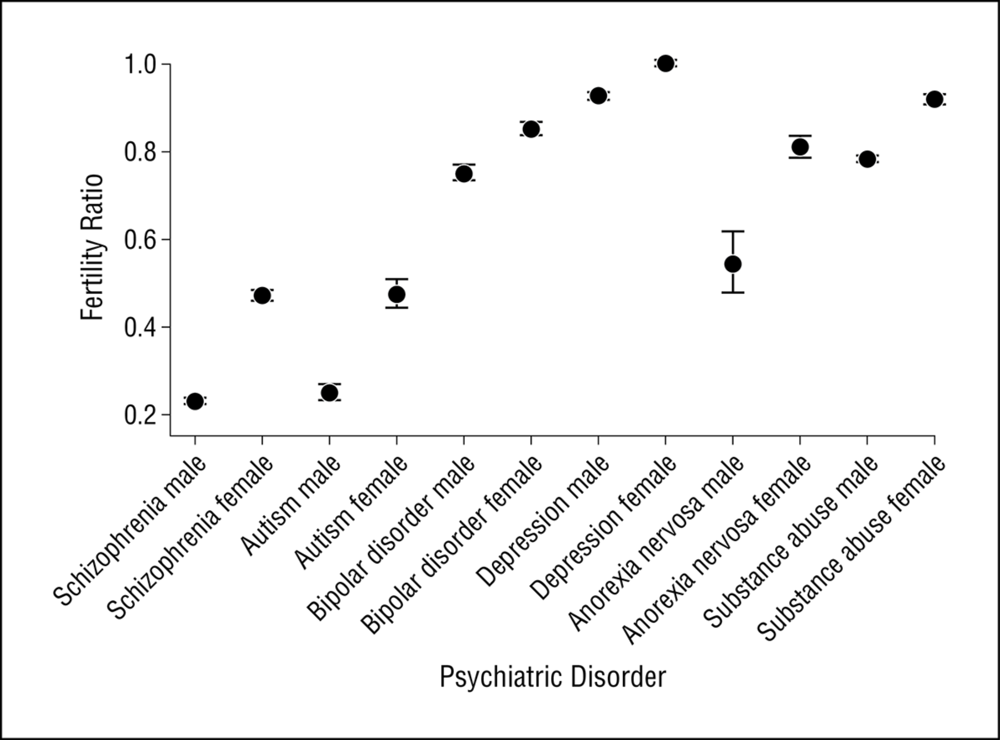 1.0
0.8
0.6
0.4
0.2
Fertility Ratio
Schizophrenia male
Schizophrenia female
Autism male
Autism female
Bipolar disorder male
Bipolar disorder female
Depression male
Depression female
Anorexia nervosa male
Anorexia nervosa female
Substance abuse male
Substance abuse female
Psychiatric Disorder